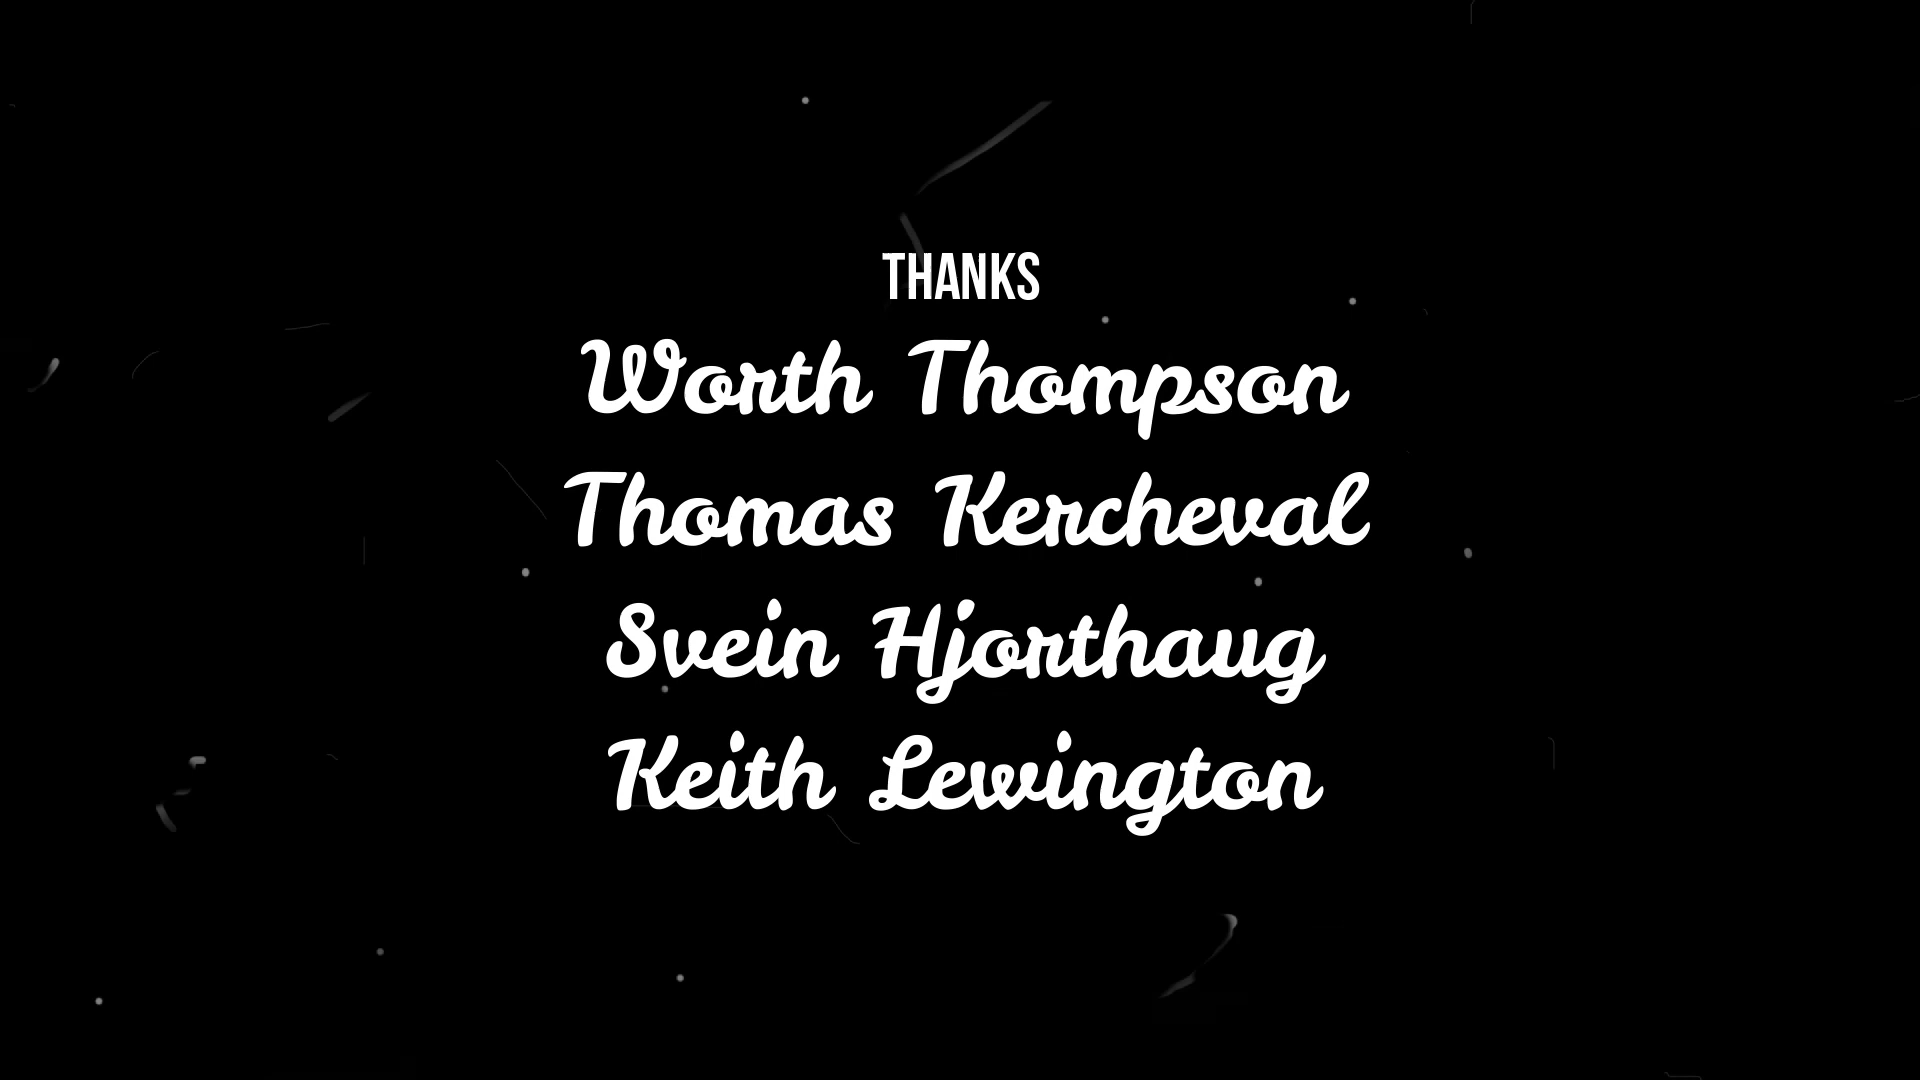 THANKS
Worth Thompson
Thomas Kercheval
Svein Hjorthaug
Keith Lewington